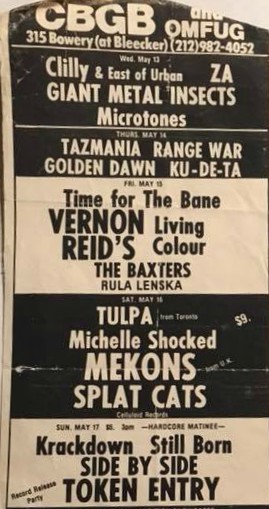 CBGB and
OMFUG
315 Bowery (at Bleecker) (212) 982-4052
Wed. May 13
Clilly & East of Urban ZA
GIANT METAL INSECTS
Microtones
THURS. MAY 14
TAZMANIA RANGE WAR
GOLDEN DAWN KU-DE-TA
FRI. MAY 15
Time for The Bane
VERNON Living
REID'S Colour
THE BAXTERS
RULA LENSKA
SAT. MAY 16
TULPA from Toronto $9.
Michelle Shocked
MEKONS from U.K.
SPLAT CATS
Celluloid Records
SUN. MAY 17 $5. 3pm —HARDCORE MATINEE—
Krackdown Still Born
SIDE BY SIDE
Record Release Party TOKEN ENTRY